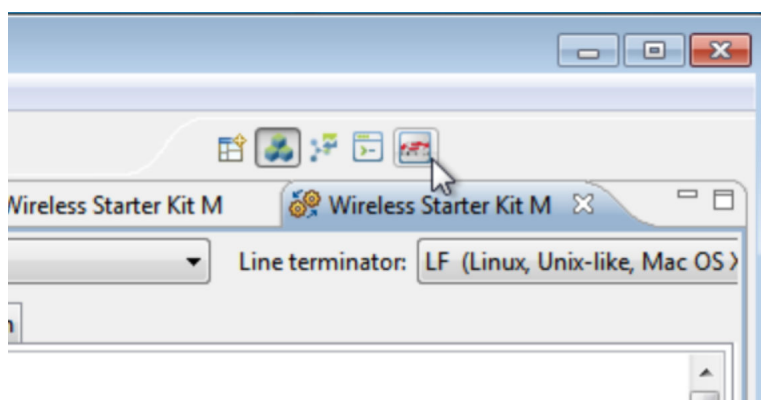 Wireless Starter Kit M
Wireless Starter Kit M
Line terminator: LF (Linux, Unix-like, Mac OS X